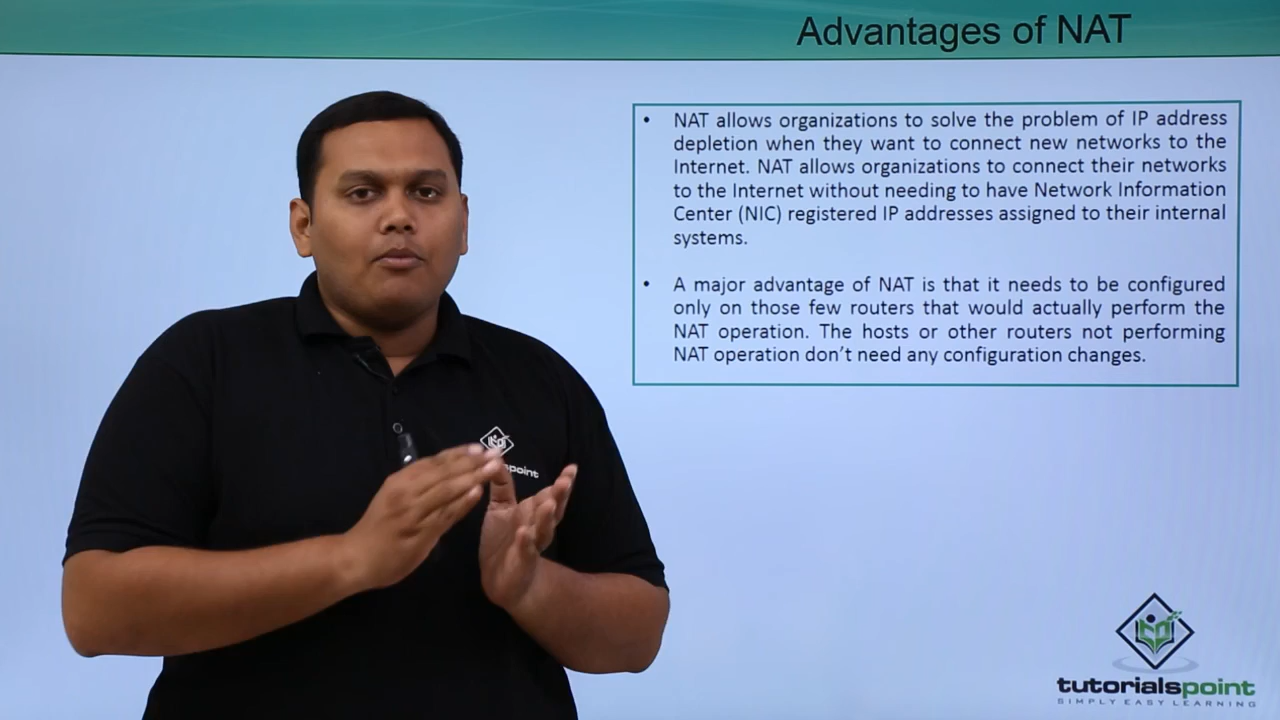 Advantages of NAT
• NAT allows organizations to solve the problem of IP address
depletion when they want to connect new networks to the
Internet. NAT allows organizations to connect their networks
to the Internet without needing to have Network Information
Center (NIC) registered IP addresses assigned to their internal
systems.
• A major advantage of NAT is that it needs to be configured
only on those few routers that would actually perform the
NAT operation. The hosts or other routers not performing
NAT operation don’t need any configuration changes.
point
tutorialspoint
SIMPLY EASY LEARNING